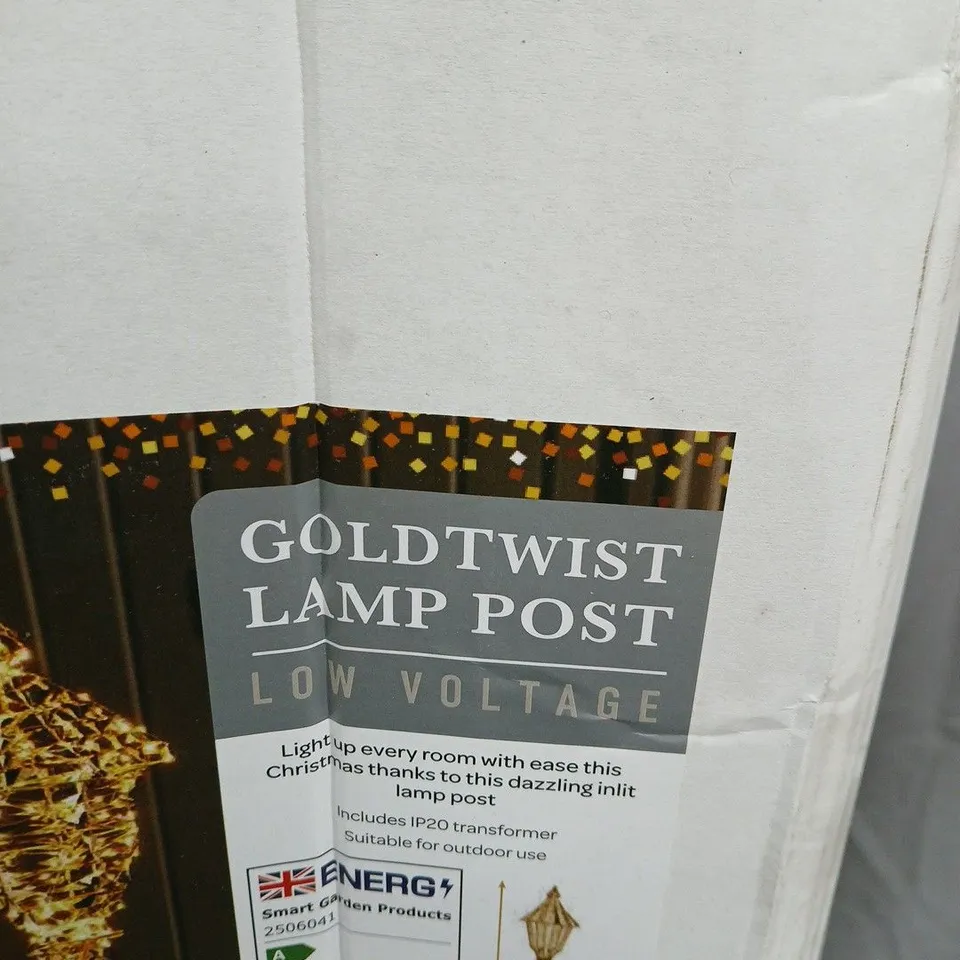 GOLDTWIST
LAMP POST
LOW VOLTAGE
Light up every room with ease this
Christmas thanks to this dazzling inlit
lamp post
Includes IP20 transformer
Suitable for outdoor use
ENERG
Smart Garden Products
2506041
A